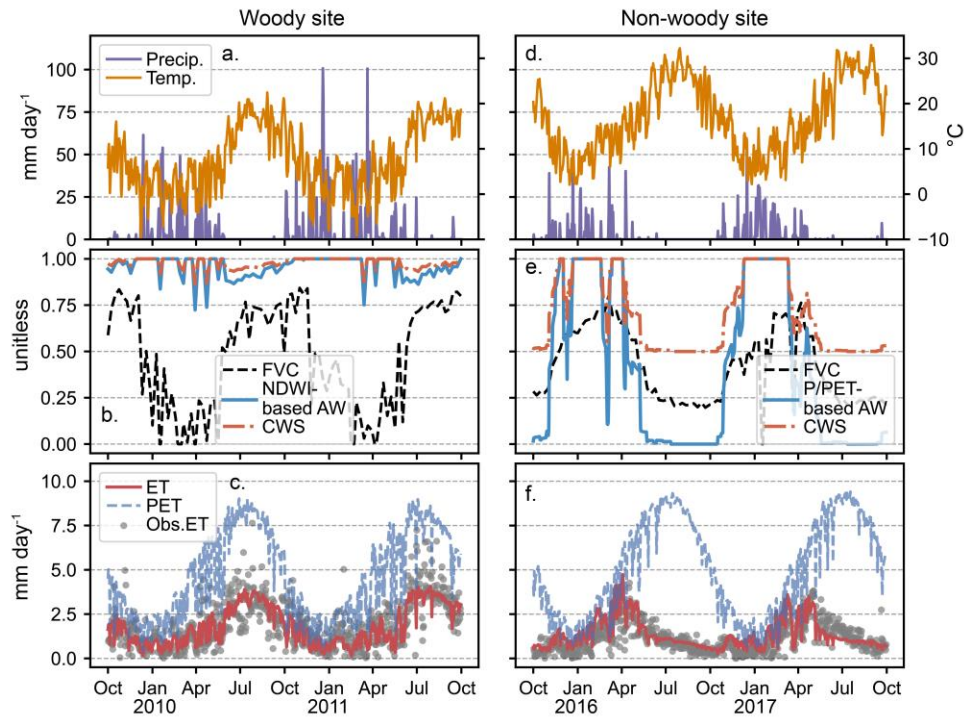 Woody site
Non-woody site
Precip.
Temp.
a.
d.
mm day⁻¹
100
75
50
25
0
30
20
10
0
−10
°C
b.
e.
unitless
1.00
0.75
0.50
0.25
0.00
FVC
NDWI-
based AW
CWS
FVC
P/PET-
based AW
CWS
c.
f.
ET
PET
Obs.ET
mm day⁻¹
10.0
7.5
5.0
2.5
0.0
Oct Jan Apr Jul Oct Jan Apr Jul Oct
2010 2011
Oct Jan Apr Jul Oct Jan Apr Jul Oct
2016 2017